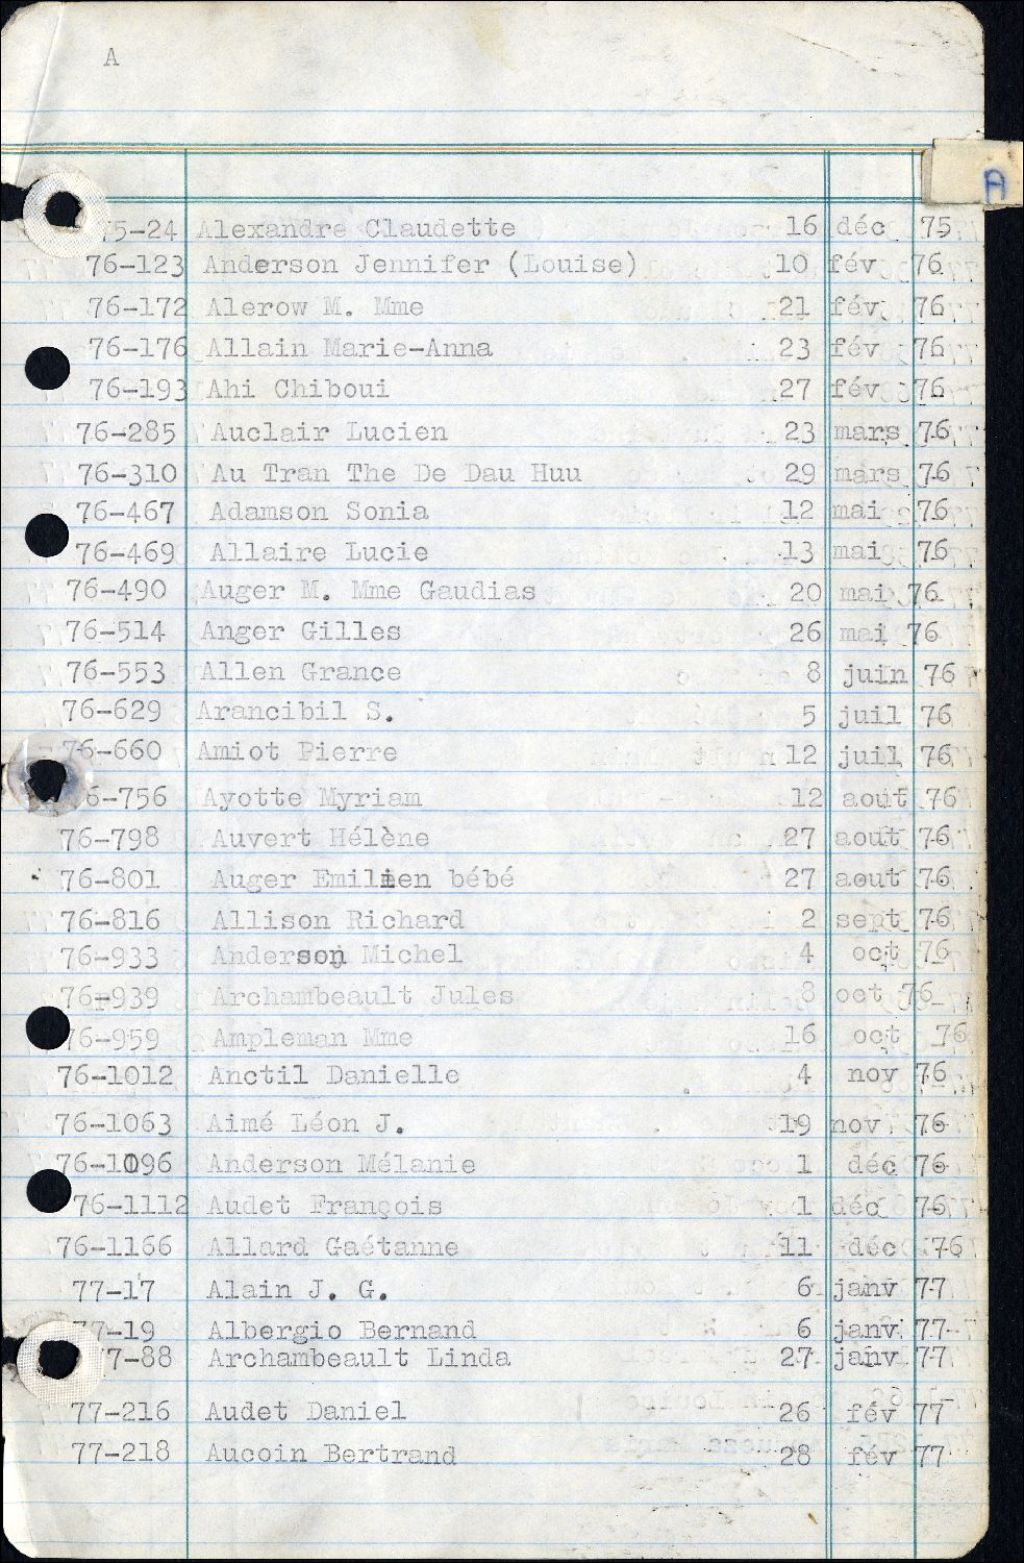 A
A
75-24 Alexandre Claudette 16 déc 75
76-123 Anderson Jennifer (Louise) 10 fév 76
76-172 Alerow M. Mme 21 fév 76
76-176 Allain Marie-Anna 23 fév 76
76-193 Ahi Chiboui 27 fév 76
76-285 Auclair Lucien 23 mars 76
76-310 Au Tran The De Dau Huu 29 mars 76
76-467 Adamson Sonia 12 mai 76
76-469 Allaire Lucie 13 mai 76
76-490 Auger M. Mme Gaudias 20 mai 76
76-514 Anger Gilles 26 mai 76
76-553 Allen Grance 8 juin 76
76-629 Arancibil S. 5 juil 76
76-660 Amiot Pierre 12 juil 76
6-756 Ayotte Myriam 12 aout 76
76-798 Auvert Hélène 27 aout 76
76-801 Auger Emilien bébé 27 aout 76
76-816 Allison Richard 2 sept 76
76-933 Anderson Michel 4 oct 76
76-939 Archambeault Jules 8 oct 76
76-959 Ampleman Mme 16 oct 76
76-1012 Anctil Danielle 4 nov 76
76-1063 Aimé Léon J. 19 nov 76
76-1096 Anderson Mélanie 1 déc 76
76-1112 Audet François 1 déc 76
76-1166 Allard Gaétanne 11 déc 76
77-17 Alain J. G. 6 janv 77
77-19 Albergio Bernand 6 janv 77
7-88 Archambeault Linda 27 janv 77
77-216 Audet Daniel 26 fév 77
77-218 Aucoin Bertrand 28 fév 77